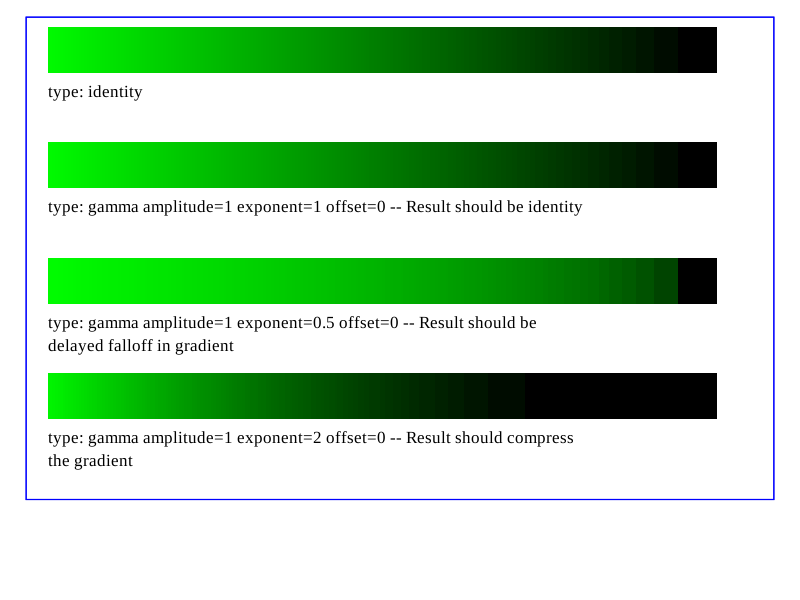 type: identity
type: gamma amplitude=1 exponent=1 offset=0 -- Result should be identity
type: gamma amplitude=1 exponent=0.5 offset=0 -- Result should be
delayed falloff in gradient
type: gamma amplitude=1 exponent=2 offset=0 -- Result should compress
the gradient